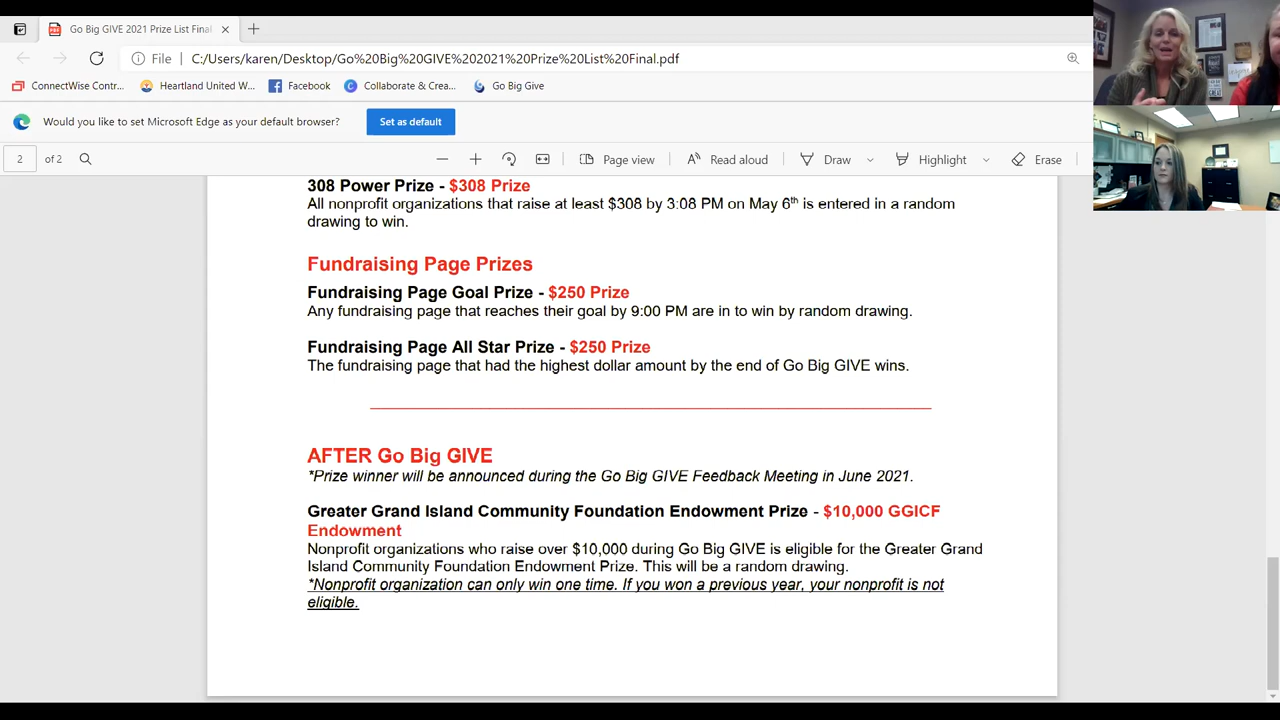 Go Big GIVE 2021 Prize List Final
File C:/Users/karen/Desktop/Go%20Big%20GIVE%202021%20Prize%20List%20Final.pdf
ConnectWise Contr... Heartland United W... Facebook Collaborate & Crea... Go Big Give
Would you like to set Microsoft Edge as your default browser? Set as default
2 of 2 Page view Read aloud Draw Highlight Erase
308 Power Prize - $308 Prize
All nonprofit organizations that raise at least $308 by 3:08 PM on May 6th is entered in a random
drawing to win.
Fundraising Page Prizes
Fundraising Page Goal Prize - $250 Prize
Any fundraising page that reaches their goal by 9:00 PM are in to win by random drawing.
Fundraising Page All Star Prize - $250 Prize
The fundraising page that had the highest dollar amount by the end of Go Big GIVE wins.
AFTER Go Big GIVE
*Prize winner will be announced during the Go Big GIVE Feedback Meeting in June 2021.
Greater Grand Island Community Foundation Endowment Prize - $10,000 GGICF
Endowment
Nonprofit organizations who raise over $10,000 during Go Big GIVE is eligible for the Greater Grand
Island Community Foundation Endowment Prize. This will be a random drawing.
*Nonprofit organization can only win one time. If you won a previous year, your nonprofit is not
eligible.